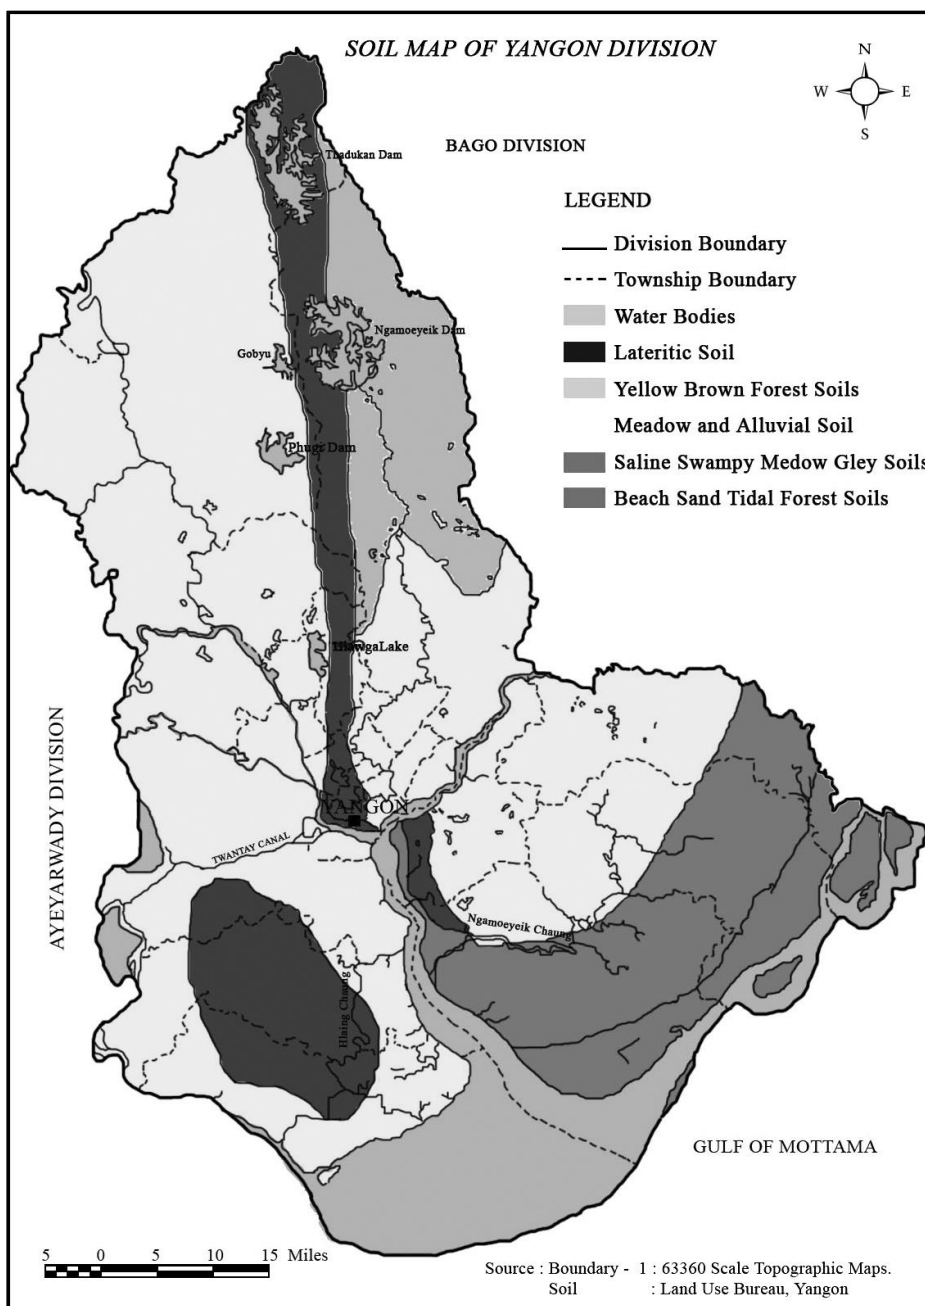 SOIL MAP OF YANGON DIVISION
N
W E
S
BAGO DIVISION
Thadukan Dam
LEGEND
Division Boundary
Township Boundary
Water Bodies
Lateritic Soil
Yellow Brown Forest Soils
Meadow and Alluvial Soil
Saline Swampy Medow Gley Soils
Beach Sand Tidal Forest Soils
Ngamoeyeik Dam
Gobyu
Phugi Dam
HlawgaLake
AYEYARWADY DIVISION
YANGON
TWANTAY CANAL
Ngamoeyeik Chaung
Hlaing Chaung
GULF OF MOTTAMA
5 0 5 10 15 Miles
Source : Boundary - 1 : 63360 Scale Topographic Maps.
Soil : Land Use Bureau, Yangon